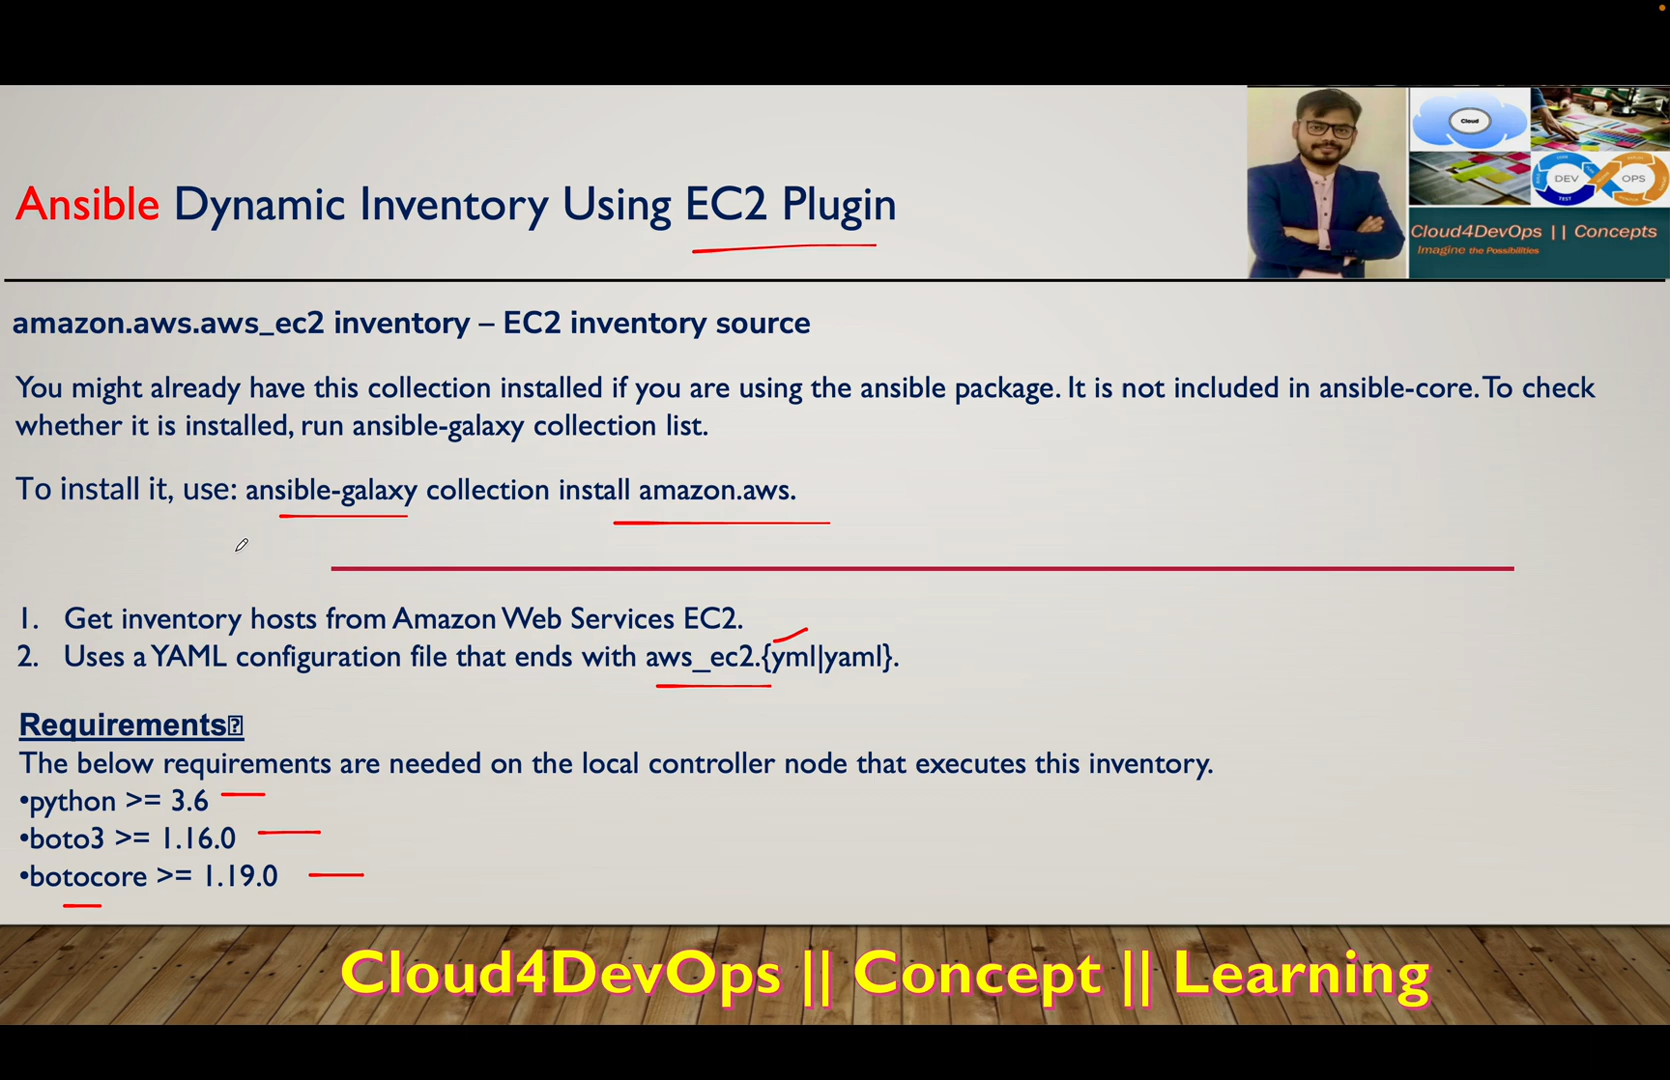 Cloud
DEV
OPS
TEST
Cloud4DevOps || Concepts
Imagine the Possibilities
Ansible Dynamic Inventory Using EC2 Plugin
amazon.aws.aws_ec2 inventory – EC2 inventory source
You might already have this collection installed if you are using the ansible package. It is not included in ansible-core. To check
whether it is installed, run ansible-galaxy collection list.
To install it, use: ansible-galaxy collection install amazon.aws.
1. Get inventory hosts from Amazon Web Services EC2.
2. Uses a YAML configuration file that ends with aws_ec2.{yml|yaml}.
Requirements
The below requirements are needed on the local controller node that executes this inventory.
•python >= 3.6
•boto3 >= 1.16.0
•botocore >= 1.19.0
Cloud4DevOps || Concept || Learning